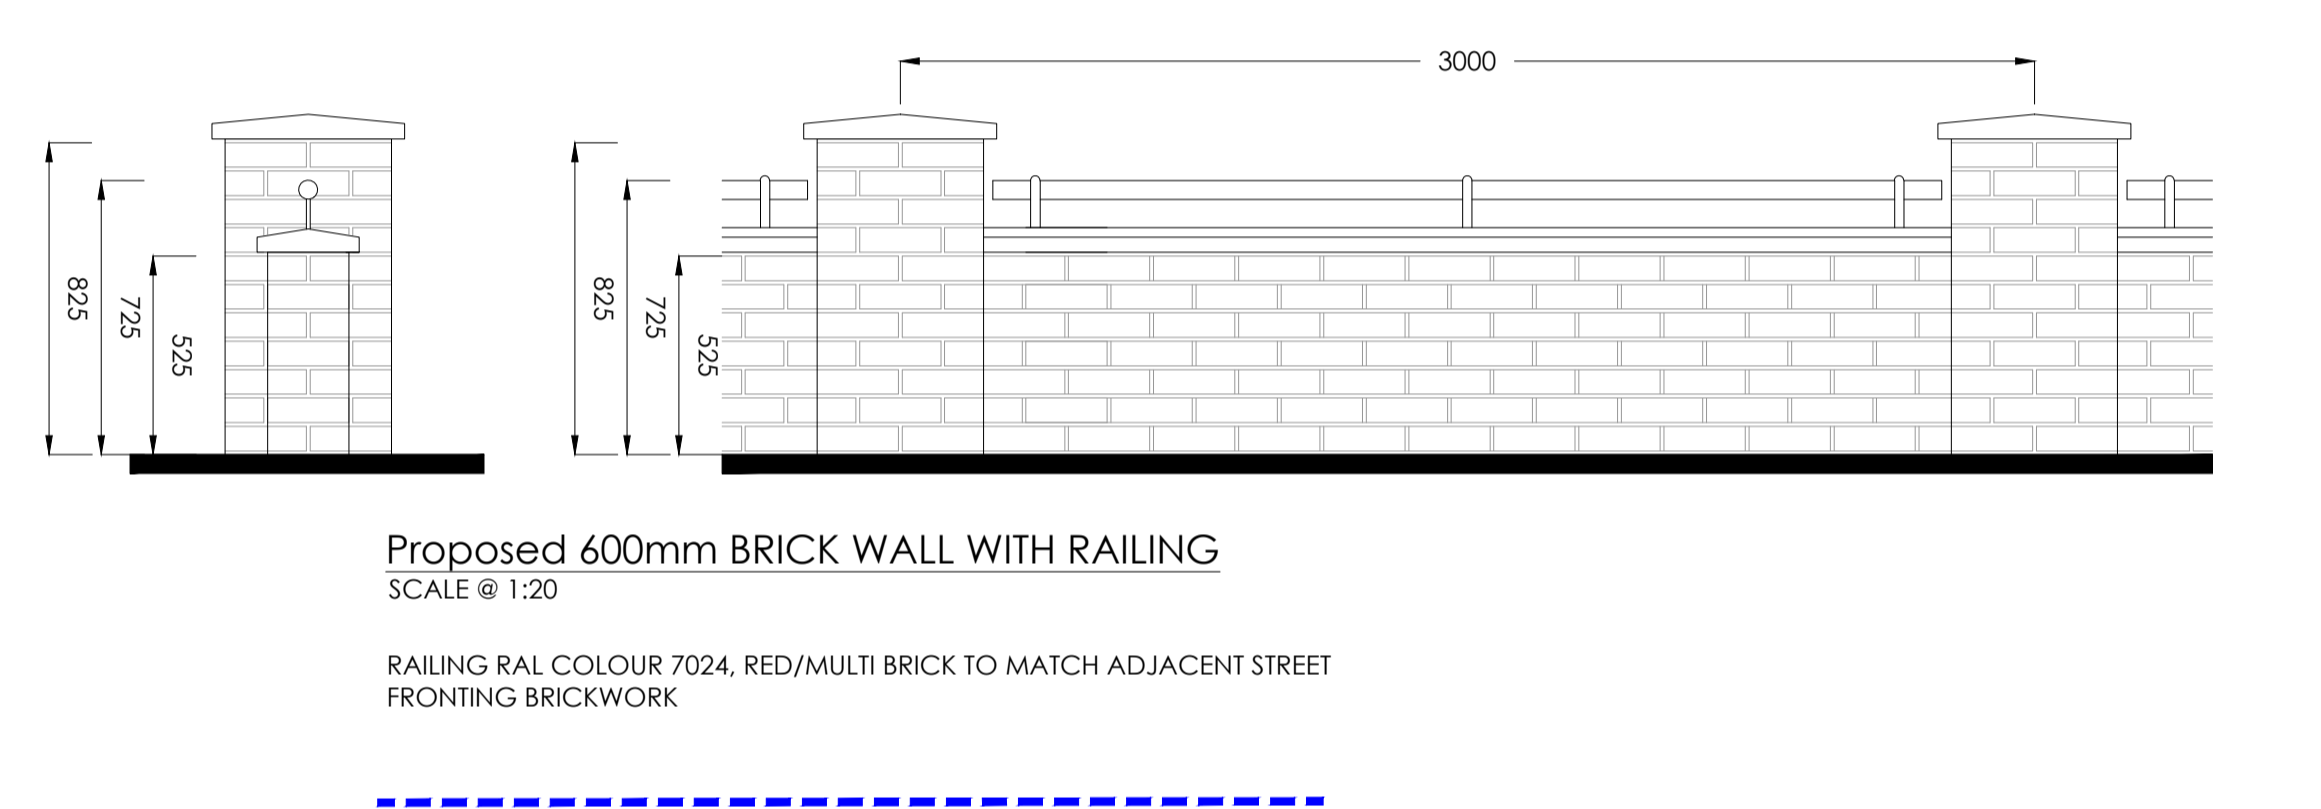 3000
825
725
525
825
725
525
Proposed 600mm BRICK WALL WITH RAILING
SCALE @ 1:20
RAILING RAL COLOUR 7024, RED/MULTI BRICK TO MATCH ADJACENT STREET
FRONTING BRICKWORK